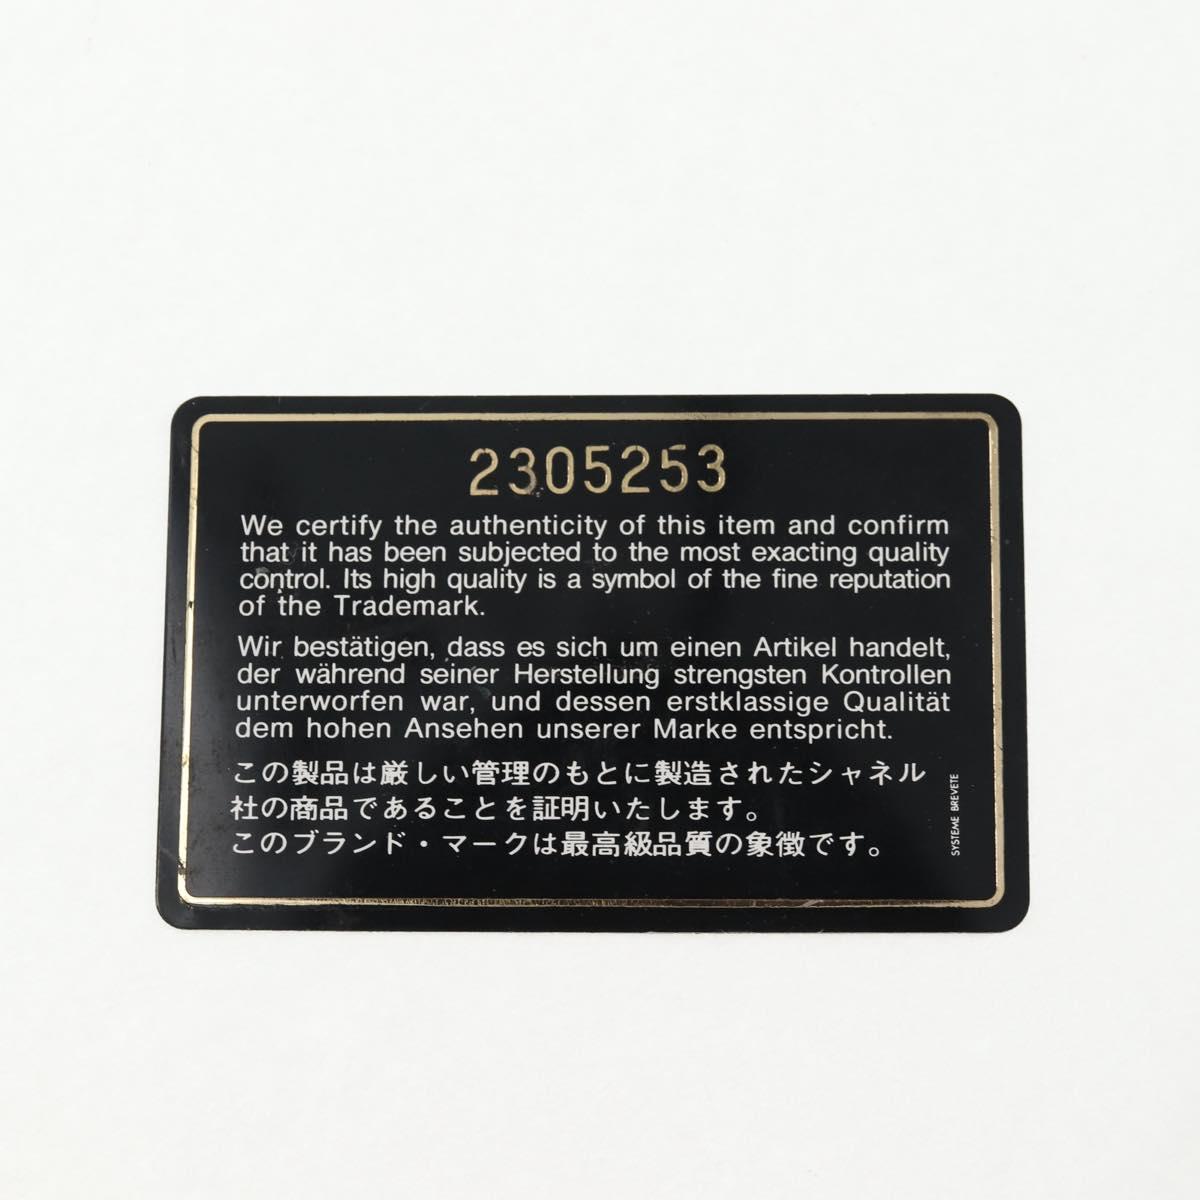 2305253
We certify the authenticity of this item and confirm
that it has been subjected to the most exacting quality
control. Its high quality is a symbol of the fine reputation
of the Trademark.
Wir bestätigen, dass es sich um einen Artikel handelt,
der während seiner Herstellung strengsten Kontrollen
unterworfen war, und dessen erstklassige Qualität
dem hohen Ansehen unserer Marke entspricht.
この製品は厳しい管理のもとに製造されたシャネル
社の商品であることを証明いたします。
このブランド・マークは最高級品質の象徴です。
SYSTEME BREVETE